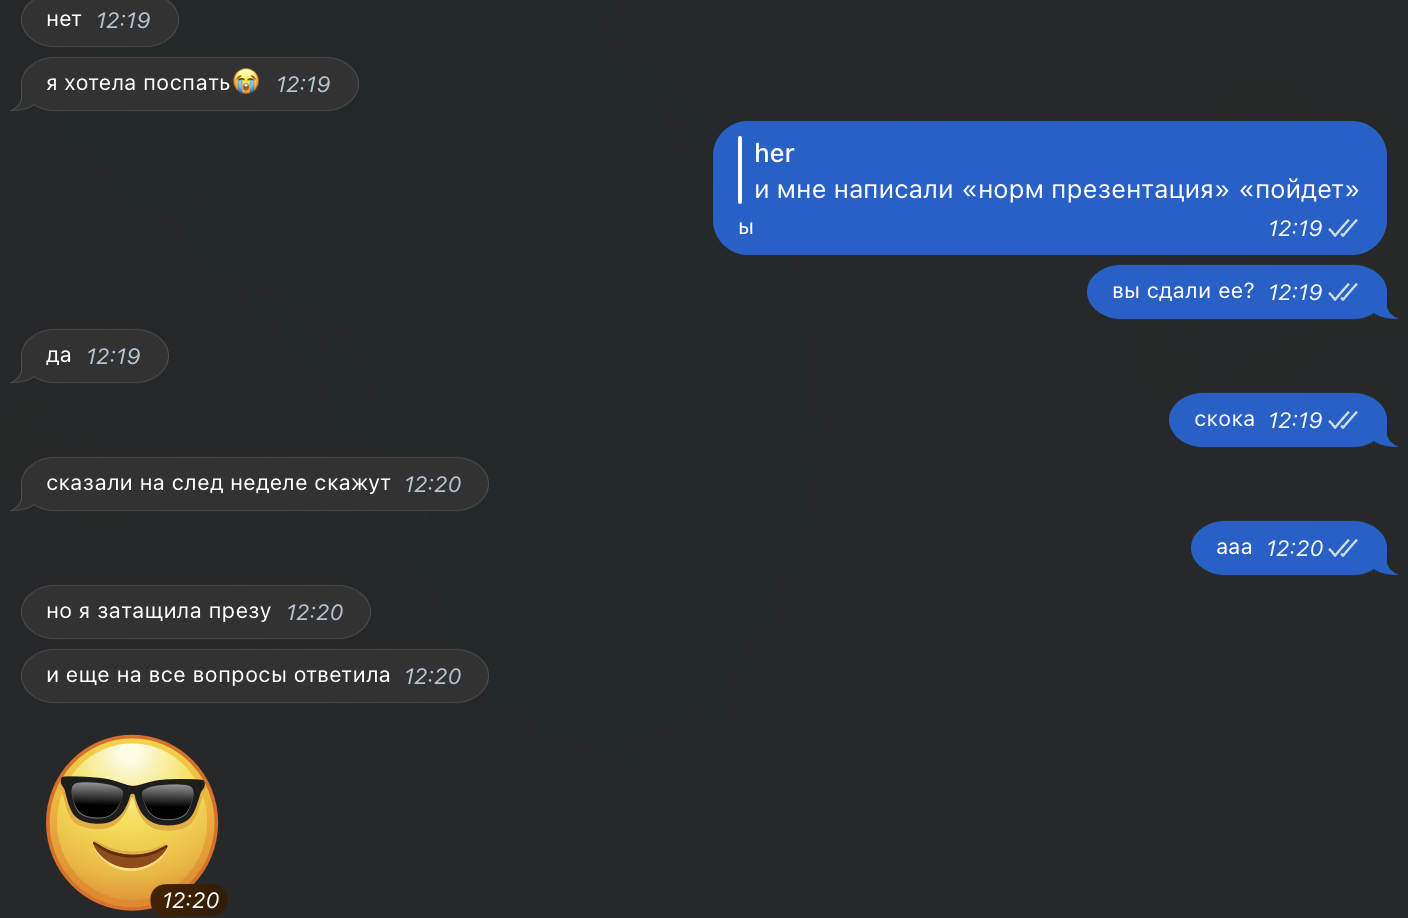 нет 12:19
я хотела поспать😭 12:19
her
и мне написали «норм презентация» «пойдет»
ы 12:19
вы сдали ее? 12:19
да 12:19
скока 12:19
сказали на след неделе скажут 12:20
ааа 12:20
но я затащила презу 12:20
и еще на все вопросы ответила 12:20
12:20